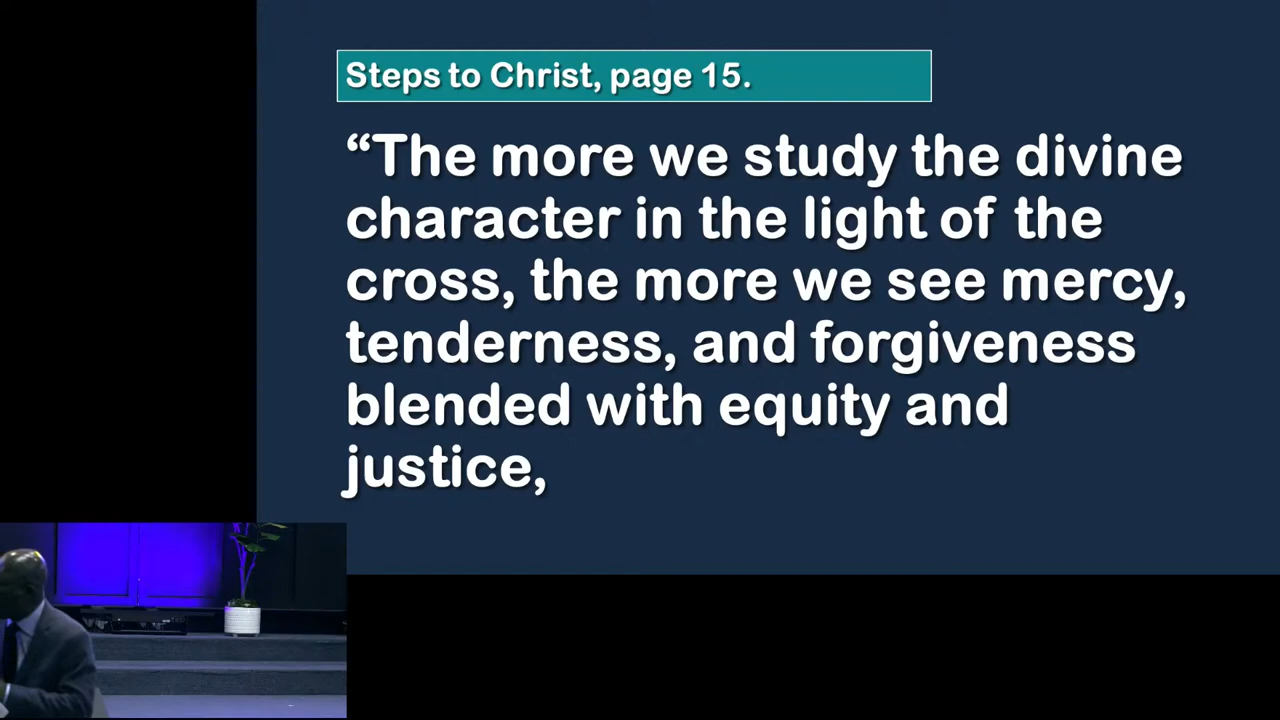 Steps to Christ, page 15.
“The more we study the divine
character in the light of the
cross, the more we see mercy,
tenderness, and forgiveness
blended with equity and
justice,